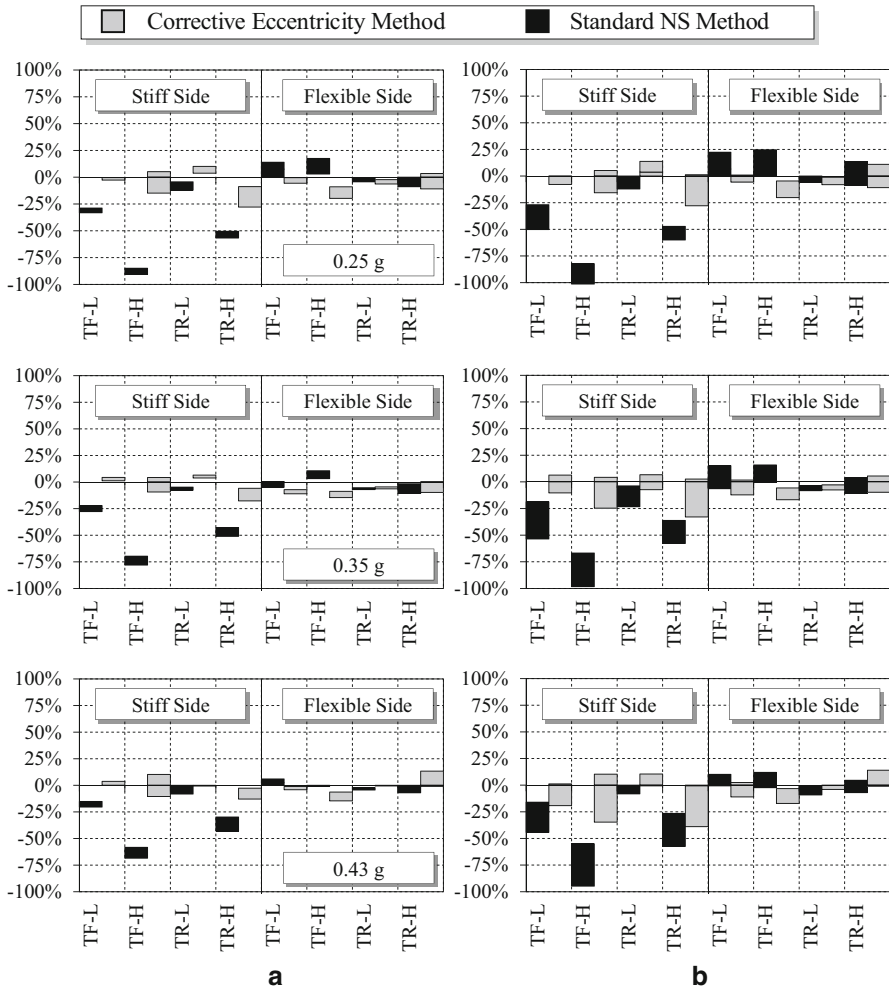 Corrective Eccentricity Method Standard NS Method
100% 100%
75% Stiff Side Flexible Side 75% Stiff Side Flexible Side
50% 50%
25% 25%
0% 0%
-25% -25%
-50% -50%
-75% 0.25 g -75%
-100% -100%
TF-L TF-H TR-L TR-H TF-L TF-H TR-L TR-H TF-L TF-H TR-L TR-H TF-L TF-H TR-L TR-H
100% 100%
75% Stiff Side Flexible Side 75% Stiff Side Flexible Side
50% 50%
25% 25%
0% 0%
-25% -25%
-50% -50%
-75% 0.35 g -75%
-100% -100%
TF-L TF-H TR-L TR-H TF-L TF-H TR-L TR-H TF-L TF-H TR-L TR-H TF-L TF-H TR-L TR-H
100% 100%
75% Stiff Side Flexible Side 75% Stiff Side Flexible Side
50% 50%
25% 25%
0% 0%
-25% -25%
-50% -50%
-75% 0.43 g -75%
-100% -100%
TF-L TF-H TR-L TR-H TF-L TF-H TR-L TR-H TF-L TF-H TR-L TR-H TF-L TF-H TR-L TR-H
a b